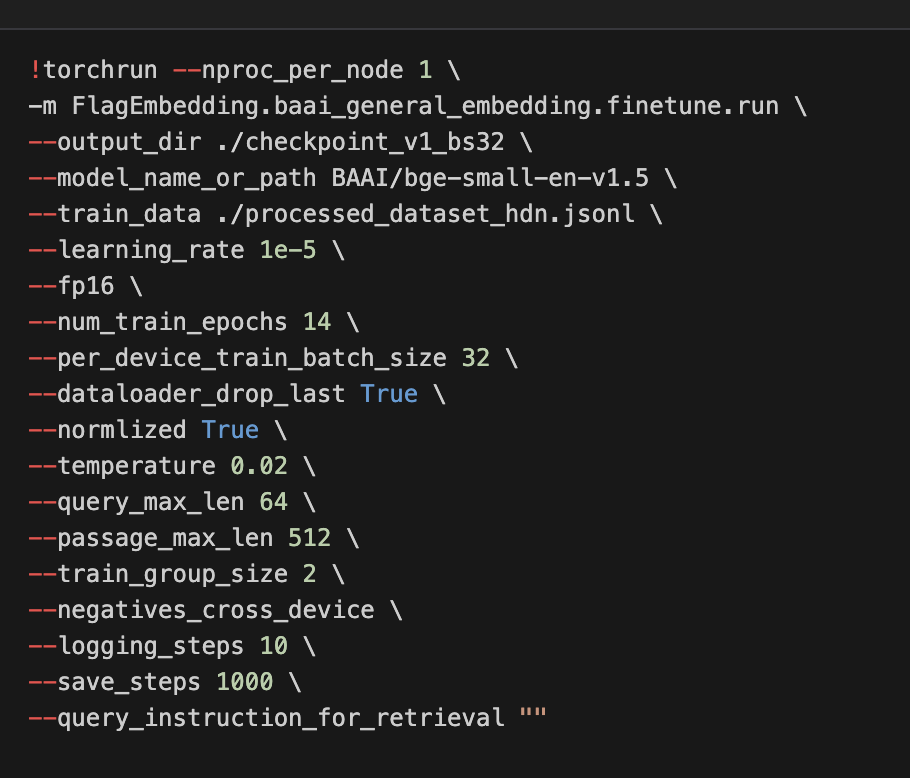 !torchrun --nproc_per_node 1 \
-m FlagEmbedding.baai_general_embedding.finetune.run \
--output_dir ./checkpoint_v1_bs32 \
--model_name_or_path BAAI/bge-small-en-v1.5 \
--train_data ./processed_dataset_hdn.jsonl \
--learning_rate 1e-5 \
--fp16 \
--num_train_epochs 14 \
--per_device_train_batch_size 32 \
--dataloader_drop_last True \
--normlized True \
--temperature 0.02 \
--query_max_len 64 \
--passage_max_len 512 \
--train_group_size 2 \
--negatives_cross_device \
--logging_steps 10 \
--save_steps 1000 \
--query_instruction_for_retrieval ""